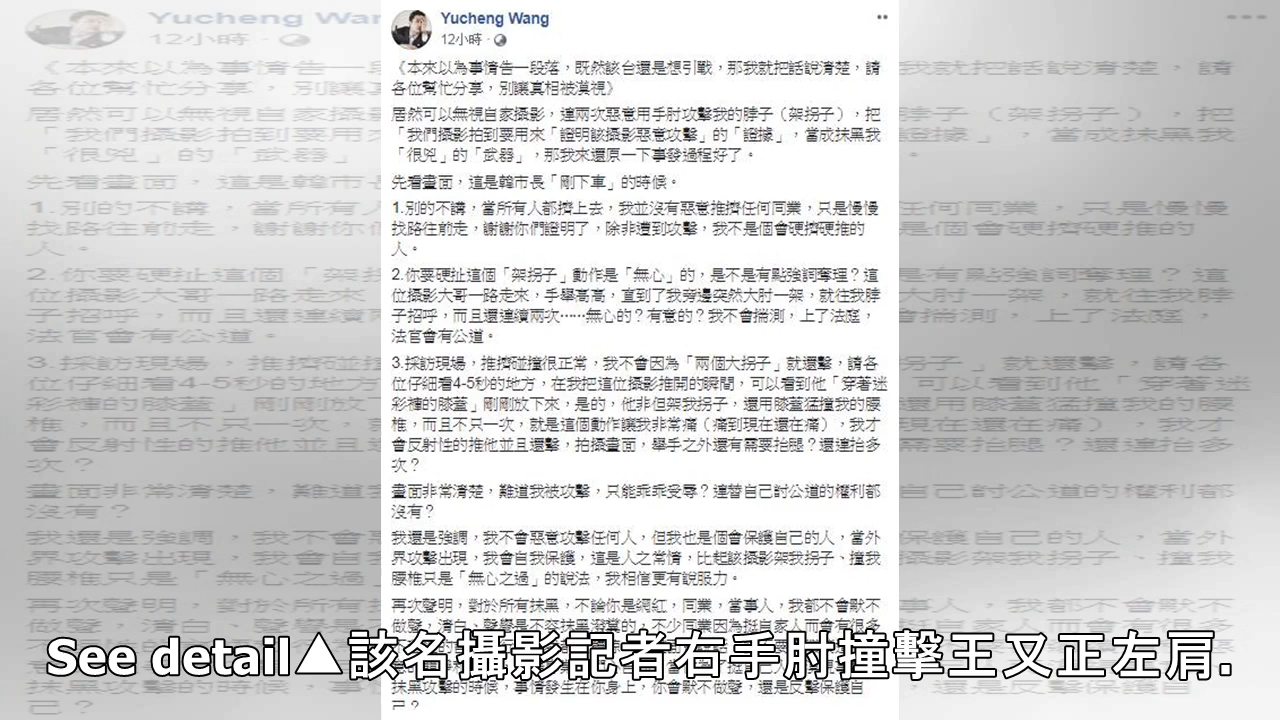 Yucheng Wang
12小時
《本來以為事情告一段落，既然該台還是想引戰，那我就把話說清楚，請
各位幫忙分享，別讓真相被漠視》
居然可以無視自家攝影，連兩次惡意用手肘攻擊我的脖子（架拐子），把
「我們攝影拍到要用來「證明該攝影惡意攻擊」的「證據」，當成抹黑我
「很兇」的「武器」，那我來還原一下事發過程好了。
先看畫面，這是韓市長「剛下車」的時候。
1.別的不講，當所有人都擠上去，我並沒有惡意推擠任何同業，只是慢慢
找路往前走，謝謝你們證明了，除非遭到攻擊，我不是個會硬擠硬推的
人。
2.你要硬扯這個「架拐子」動作是「無心」的，是不是有點強詞奪理？這
位攝影大哥一路走來，手舉高高，直到了我旁邊突然大肘一架，就往我脖
子招呼，而且還連續兩次⋯⋯無心的？有意的？我不會揣測，上了法庭，
法官會有公道。
3.採訪現場，推擠碰撞很正常，我不會因為「兩個大拐子」就還擊，請各
位仔細看4-5秒的地方，在我把這位攝影推開的瞬間，可以看到他「穿著迷
彩褲的膝蓋」剛剛放下來，是的，他非但架我拐子，還用膝蓋猛撞我的腰
椎，而且不只一次，就是這個動作讓我非常痛（痛到現在還在痛），我才
會反射性的推他並且還擊，拍攝畫面，舉手之外還有需要抬腿？還連抬多
次？
畫面非常清楚，難道我被攻擊，只能乖乖受辱？連替自己討公道的權利都
沒有？
我還是強調，我不會惡意攻擊任何人，但我也是個會保護自己的人，當外
界攻擊出現，我會自我保護，這是人之常情，比起該攝影架我拐子、撞我
腰椎只是「無心之過」的說法，我相信更有說服力。
再次聲明，對於所有抹黑，不論你是網紅，同業，當事人，我都不會默不
做聲，清白、聲譽是不容抹黑潑糞的，不少同業因為挺自家人而會有很多
See detail▲該名攝影記者右手肘撞擊王又正左肩.
抹黑攻擊的時候，事情發生在你身上，你會默不做聲，還是反擊保護自
己？